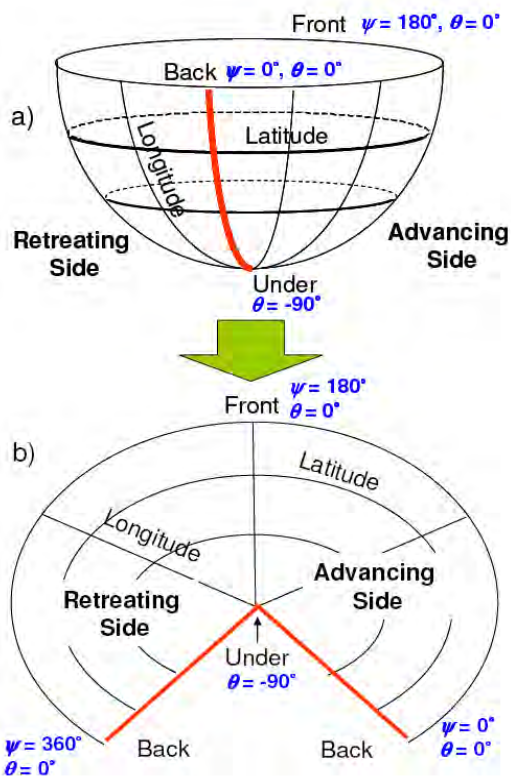 Front ψ = 180°, θ = 0°
Back ψ = 0°, θ = 0°
a)
Longitude
Latitude
Retreating
Side
Advancing
Side
Under
θ = -90°
Front
ψ = 180°
θ = 0°
b)
Latitude
Longitude
Retreating
Side
Advancing
Side
Under
θ = -90°
ψ = 360°
θ = 0°
Back
Back
ψ = 0°
θ = 0°